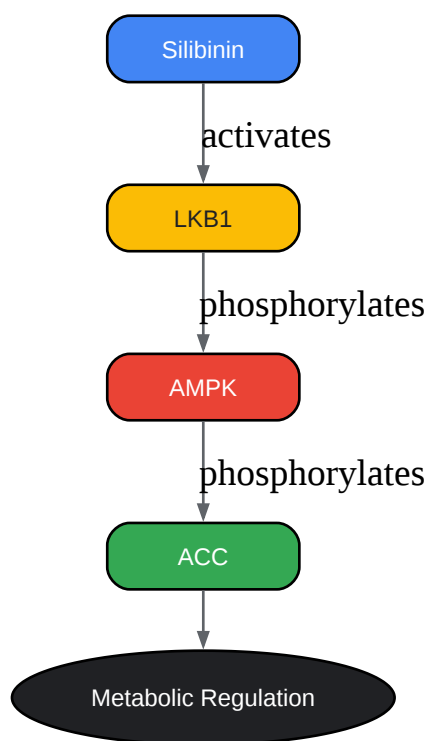 Silibinin
activates
LKB1
phosphorylates
AMPK
phosphorylates
ACC
Metabolic Regulation